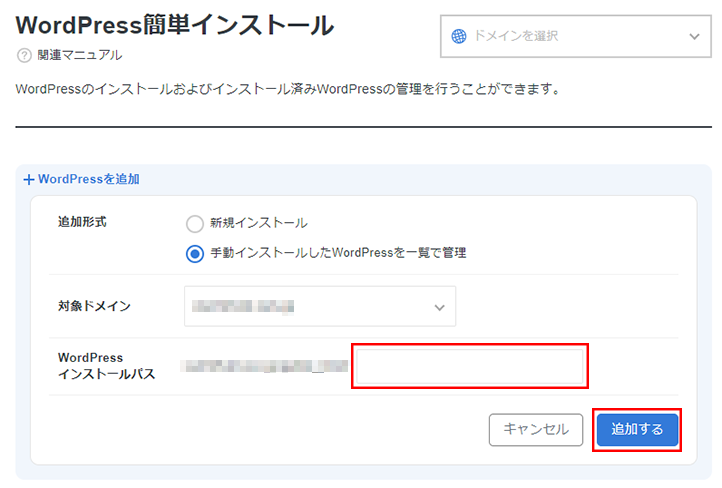 WordPress簡単インストール
ドメインを選択
関連マニュアル
WordPressのインストールおよびインストール済みWordPressの管理を行うことができます。
WordPressを追加
追加形式
新規インストール
手動インストールしたWordPressを一覧で管理
対象ドメイン
WordPress
インストールパス
キャンセル
追加する